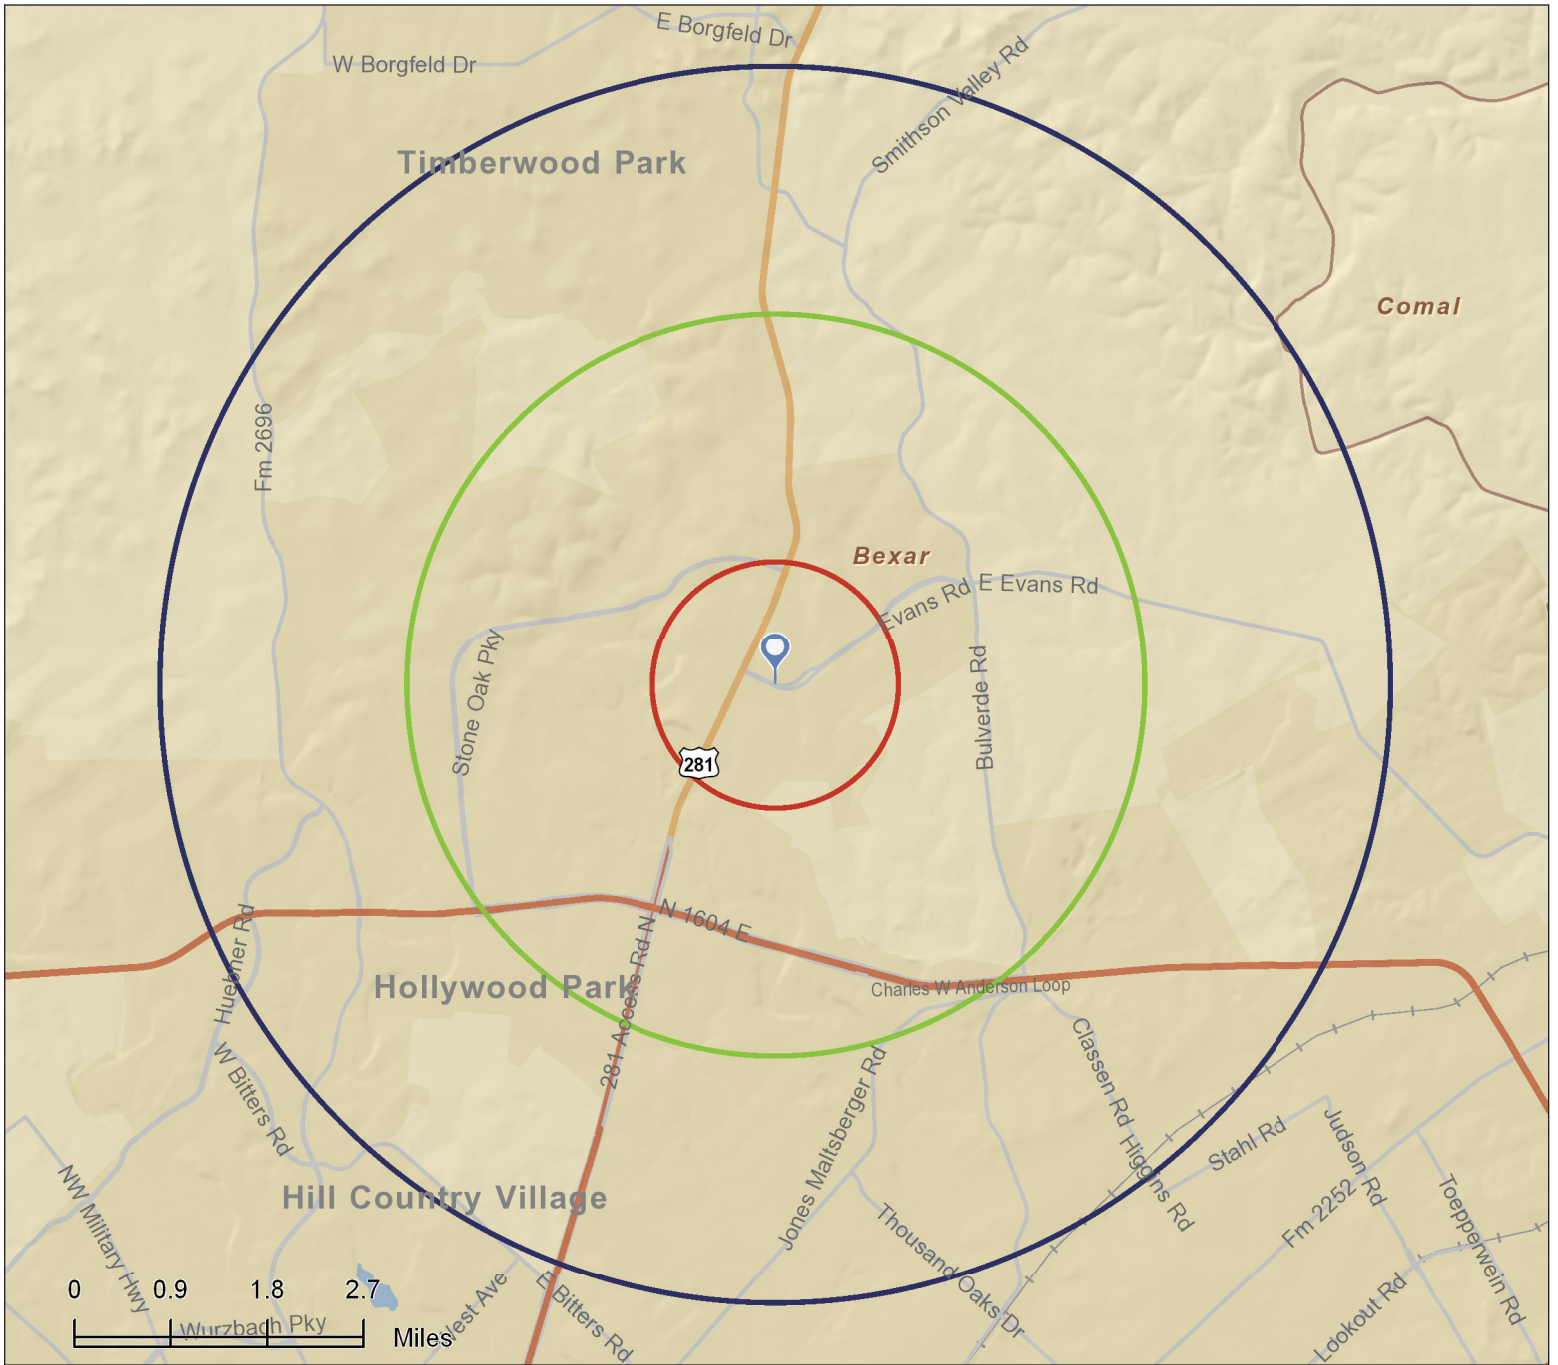 E Borgfeld Dr
W Borgfeld Dr
Smithson Valley Rd
Timberwood Park
Comal
Fm 2696
Bexar
Evans Rd
E Evans Rd
Stone Oak Pky
Bulverde Rd
281
N 1604 E
Huebner Rd
281 Access Rd N
Hollywood Park
Charles W Anderson Loop
W Bitters Rd
Jones Maltsberger Rd
Classen Rd
Higgins Rd
Stahl Rd
Judson Rd
NW Military Hwy
Hill Country Village
Thousand Oaks Dr
Fm 2252
Toepperwein Rd
0 0.9 1.8 2.7
Miles
Wurzbach Pky
E Bitters Rd
Lookout Rd